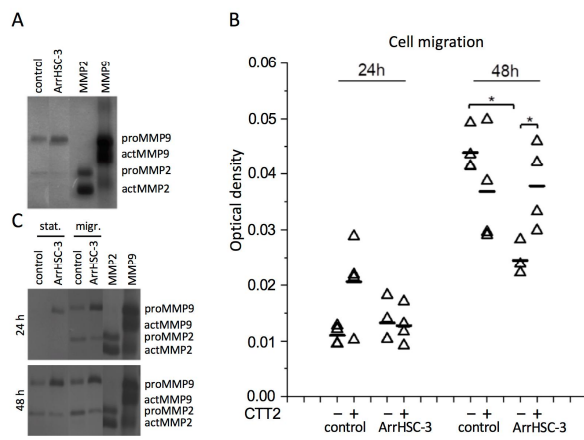 A
control
ArrHSC-3
MMP2
MMP9
proMMP9
actMMP9
proMMP2
actMMP2
C
stat. migr.
control
ArrHSC-3
control
ArrHSC-3
MMP2
MMP9
24 h
proMMP9
actMMP9
proMMP2
actMMP2
48 h
proMMP9
actMMP9
proMMP2
actMMP2
B
Cell migration
24h 48h
* *
Optical density
0.06
0.05
0.04
0.03
0.02
0.01
0.00
CTT2 − + − + − + − +
control ArrHSC-3 control ArrHSC-3